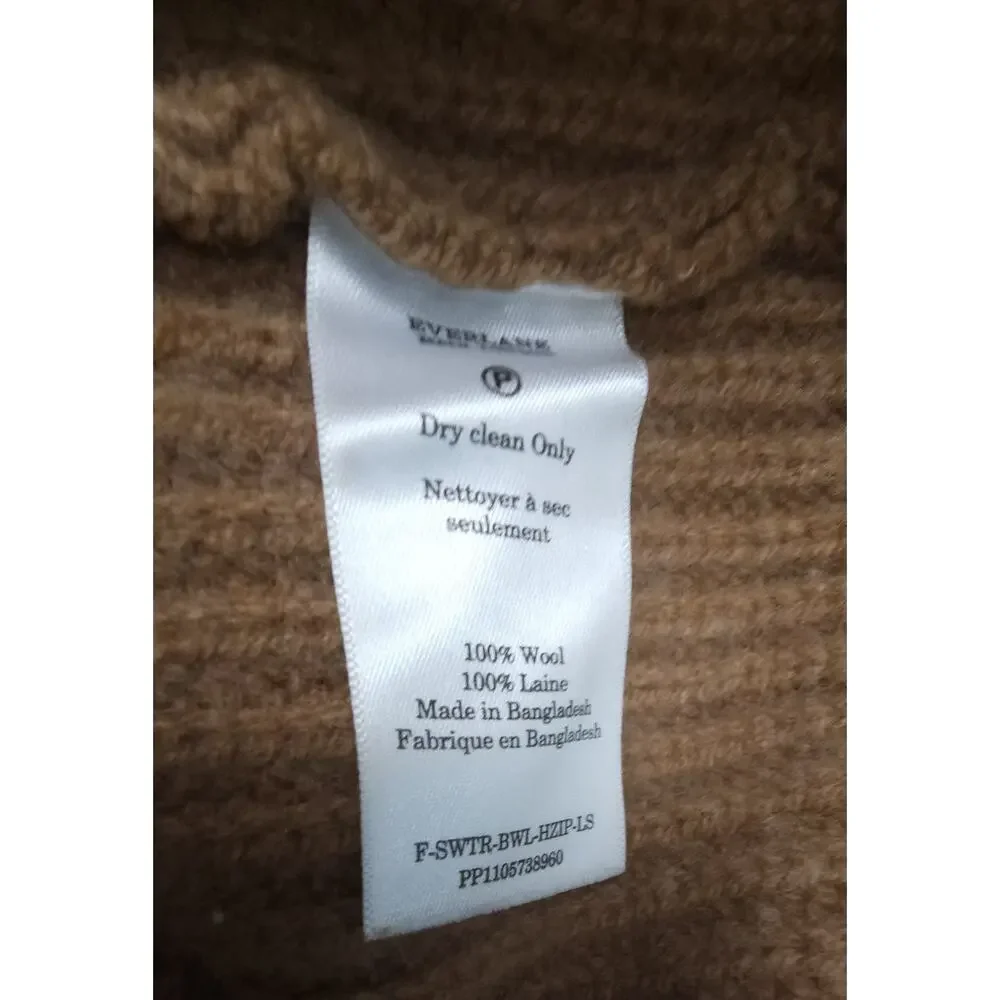 EVERLANE
P
Dry clean Only
Nettoyer à sec
seulement
100% Wool
100% Laine
Made in Bangladesh
Fabrique en Bangladesh
F-SWTR-BWL-HZIP-LS
PP1105738960